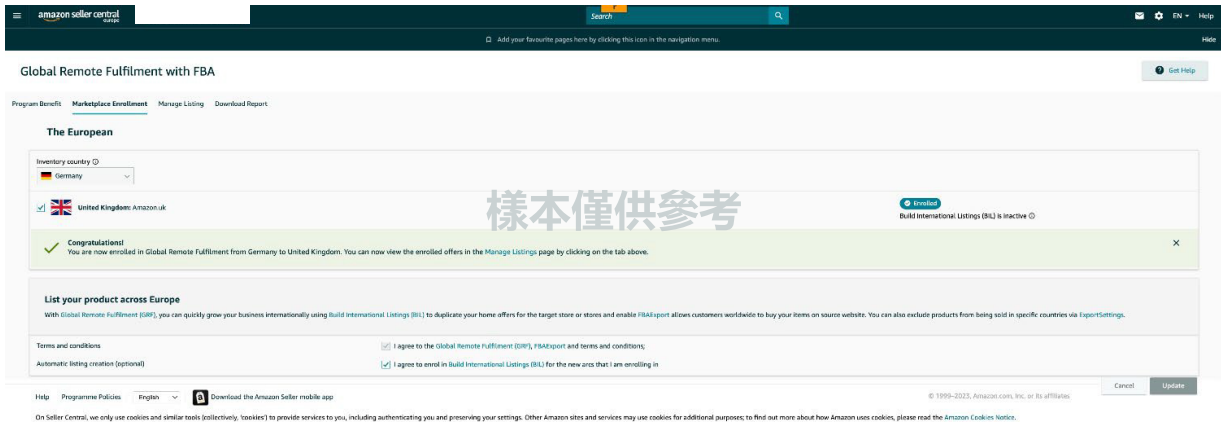 amazon seller central
europe
Search
EN
Help
Add your favourite pages here by clicking this icon in the navigation menu.
Hide
Global Remote Fulfilment with FBA
Get Help
Program Benefit
Marketplace Enrollment
Manage Listing
Download Report
The European
Inventory country
Germany
United Kingdom: Amazon.uk
Enrolled
Build International Listings (BIL) is Inactive
樣本僅供參考
Congratulations!
You are now enrolled in Global Remote Fulfilment from Germany to United Kingdom. You can now view the enrolled offers in the Manage Listings page by clicking on the tab above.
List your product across Europe
With Global Remote Fulfilment (GRF), you can quickly grow your business internationally using Build International Listings (BIL) to duplicate your home offers for the target store or stores and enable FBAExport allows customers worldwide to buy your items on source website. You can also exclude products from being sold in specific countries via ExportSettings.
Terms and conditions
I agree to the Global Remote Fulfilment (GRF), FBAExport and terms and conditions;
Automatic listing creation (optional)
I agree to enrol in Build International Listings (BIL) for the new arcs that I am enrolling in
Cancel
Update
Help
Programme Policies
English
Download the Amazon Seller mobile app
© 1999-2023, Amazon.com, Inc. or its affiliates
On Seller Central, we only use cookies and similar tools (collectively, 'cookies') to provide services to you, including authenticating you and preserving your settings. Other Amazon sites and services may use cookies for additional purposes; to find out more about how Amazon uses cookies, please read the Amazon Cookies Notice.